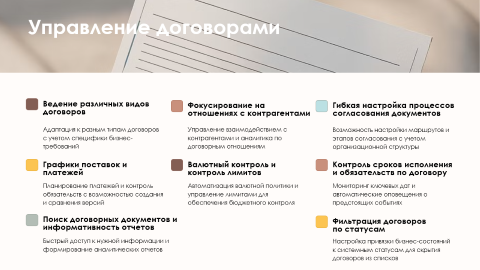 Управление договорами
Ведение различных видов
договоров
Адаптация к разным типам договоров
с учетом специфики бизнес-
требований
Фокусирование на
отношениях с контрагентами
Управление взаимодействием с
контрагентами и аналитика по
договорным отношениям
Гибкая настройка процессов
согласования документов
Возможность настройки маршрутов и
этапов согласования с учетом
организационной структуры
Графики поставок и
платежей
Планирование платежей и контроль
обязательств с возможностью создания
и сравнения версий
Валютный контроль и
контроль лимитов
Автоматизация валютной политики и
управление лимитами для
обеспечения бюджетного контроля
Контроль сроков исполнения
и обязательств по договору
Мониторинг ключевых дат и
автоматические оповещения о
предстоящих событиях
Поиск договорных документов и
информативность отчетов
Быстрый доступ к нужной информации и
формирование аналитических отчетов
Фильтрация договоров
по статусам
Настройка привязки бизнес-состояний
к системным статусам для скрытия
договоров из списков